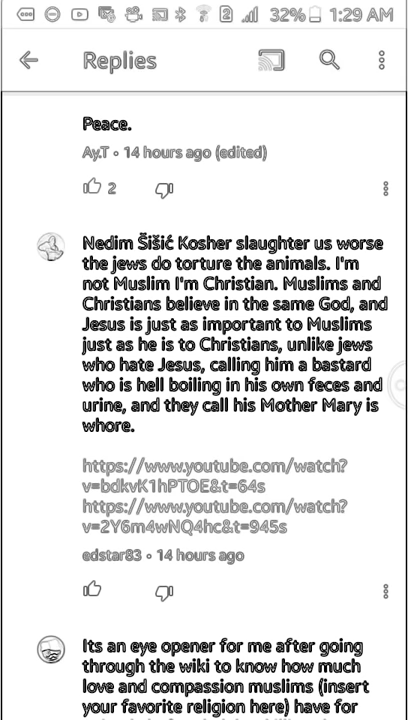 32% 1:29 AM
Replies
Peace.
Ay.T • 14 hours ago (edited)
2
Nedim Šišić Kosher slaughter us worse
the jews do torture the animals. I'm
not Muslim I'm Christian. Muslims and
Christians believe in the same God, and
Jesus is just as important to Muslims
just as he is to Christians, unlike jews
who hate Jesus, calling him a bastard
who is hell boiling in his own feces and
urine, and they call his Mother Mary is
whore.
https://www.youtube.com/watch?
v=bdkvK1hPTOE&t=64s
https://www.youtube.com/watch?
v=2Y6m4wNQ4hc&t=945s
edstar83 • 14 hours ago
Its an eye opener for me after going
through the wiki to know how much
love and compassion muslims (insert
your favorite religion here) have for